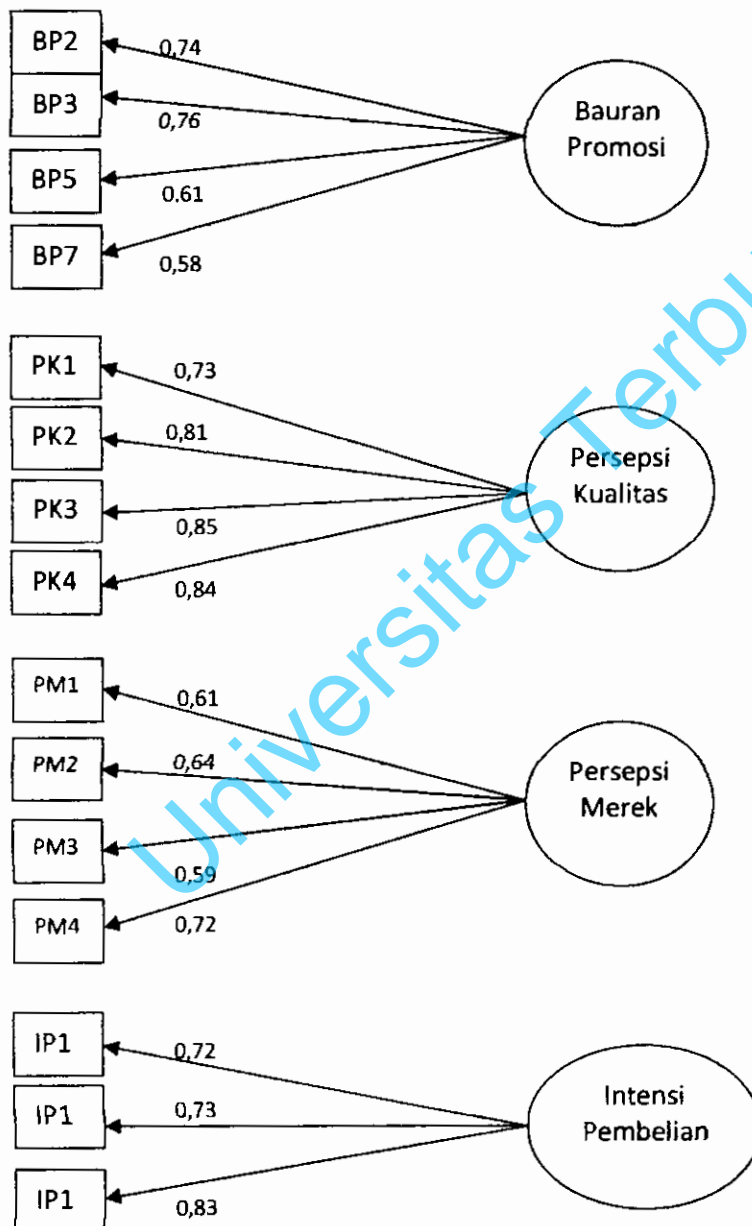 BP2
0,74
BP3
0,76
Bauran
Promosi
BP5
0.61
BP7
0,58
PK1
0,73
PK2
0,81
Persepsi
Kualitas
PK3
0,85
PK4
0,84
PM1
0,61
PM2
0,64
Persepsi
Merek
PM3
0,59
PM4
0,72
IP1
0,72
IP1
0,73
Intensi
Pembelian
IP1
0,83
Universitas Terbu